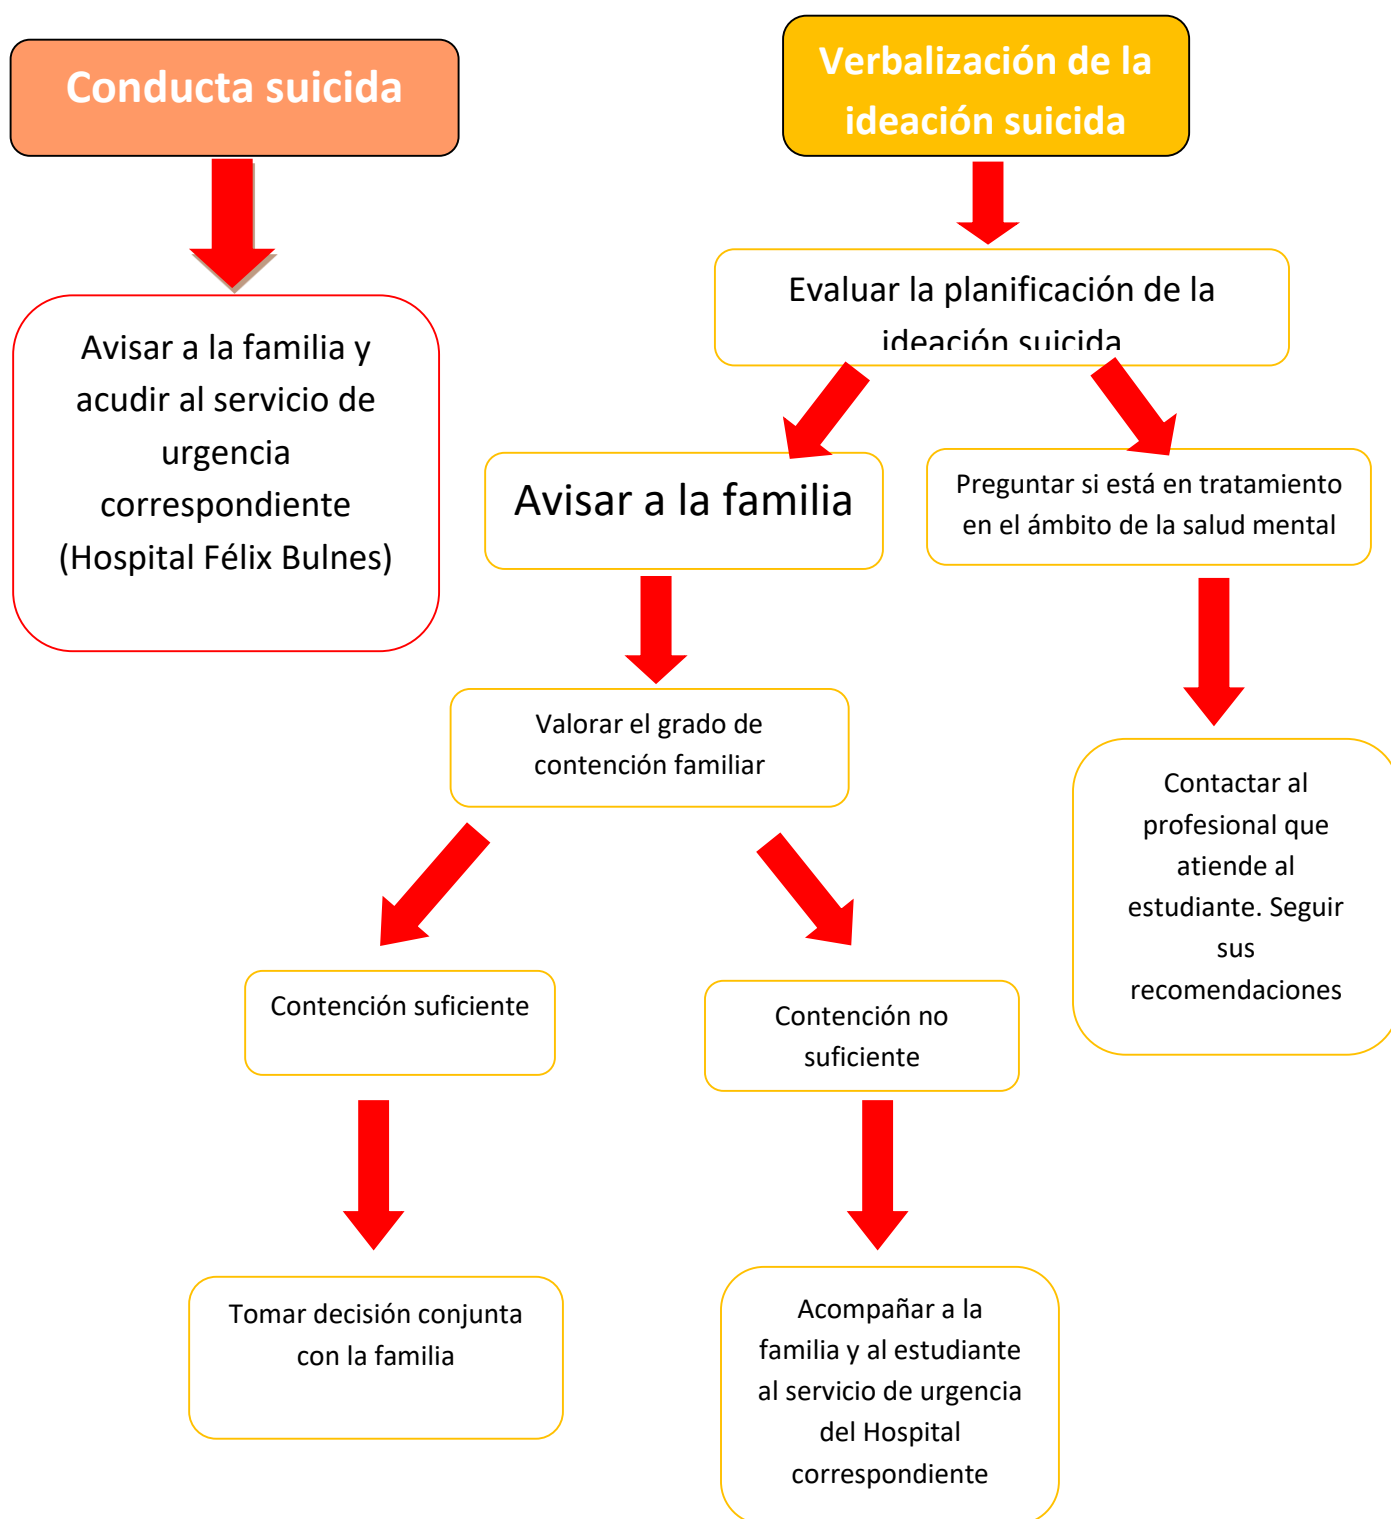 Conducta suicida
Verbalización de la
ideación suicida
Evaluar la planificación de la
ideación suicida
Avisar a la familia y
acudir al servicio de
urgencia
correspondiente
(Hospital Félix Bulnes)
Avisar a la familia
Preguntar si está en tratamiento
en el ámbito de la salud mental
Valorar el grado de
contención familiar
Contactar al
profesional que
atiende al
estudiante. Seguir
sus
recomendaciones
Contención suficiente
Contención no
suficiente
Tomar decisión conjunta
con la familia
Acompañar a la
familia y al estudiante
al servicio de urgencia
del Hospital
correspondiente